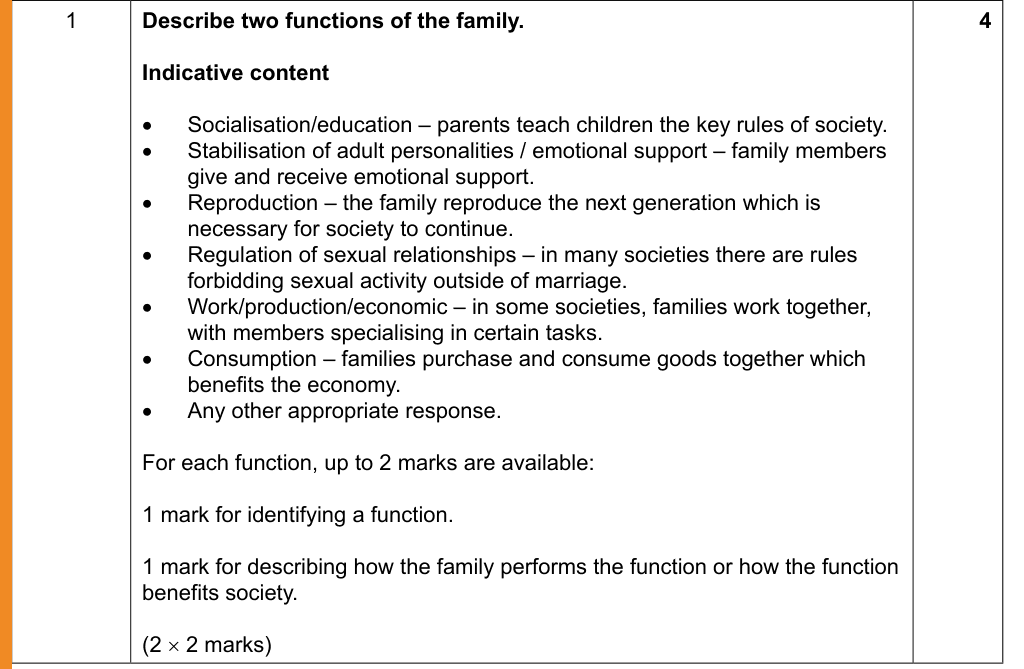 1 Describe two functions of the family. 4
Indicative content
• Socialisation/education – parents teach children the key rules of society.
• Stabilisation of adult personalities / emotional support – family members
give and receive emotional support.
• Reproduction – the family reproduce the next generation which is
necessary for society to continue.
• Regulation of sexual relationships – in many societies there are rules
forbidding sexual activity outside of marriage.
• Work/production/economic – in some societies, families work together,
with members specialising in certain tasks.
• Consumption – families purchase and consume goods together which
benefits the economy.
• Any other appropriate response.
For each function, up to 2 marks are available:
1 mark for identifying a function.
1 mark for describing how the family performs the function or how the function
benefits society.
(2 × 2 marks)